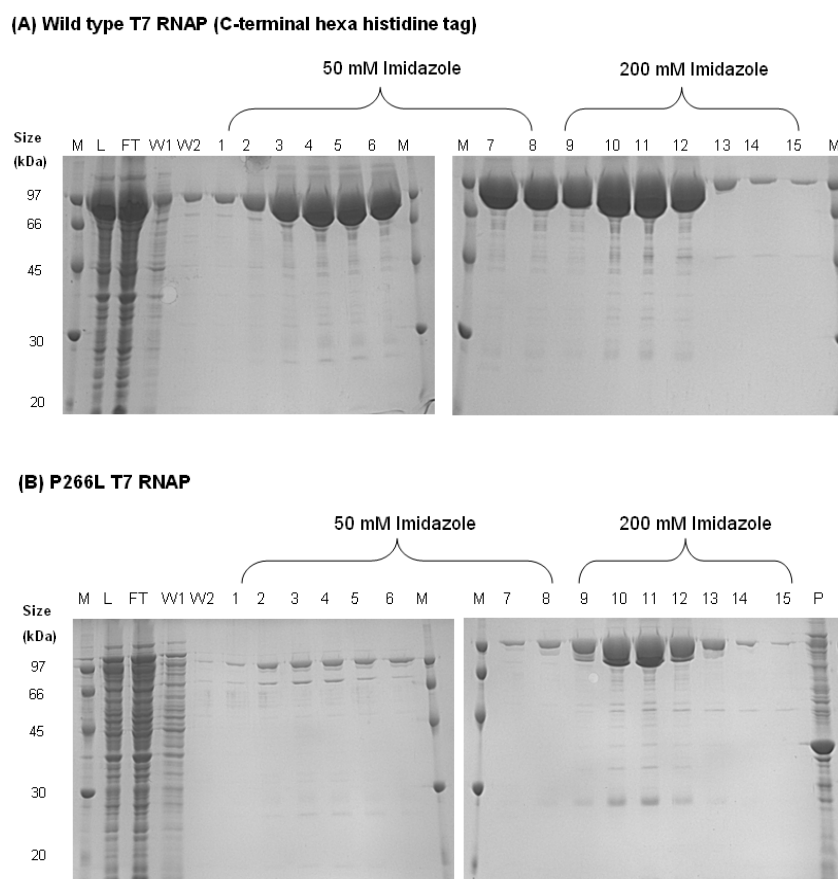 (A) Wild type T7 RNAP (C-terminal hexa histidine tag)
50 mM Imidazole
200 mM Imidazole
Size
(kDa)
M L FT W1 W2 1 2 3 4 5 6 M
M 7 8 9 10 11 12 13 14 15 M
97
66
45
30
20
(B) P266L T7 RNAP
50 mM Imidazole
200 mM Imidazole
Size
(kDa)
M L FT W1 W2 1 2 3 4 5 6 M
M 7 8 9 10 11 12 13 14 15 P
97
66
45
30
20